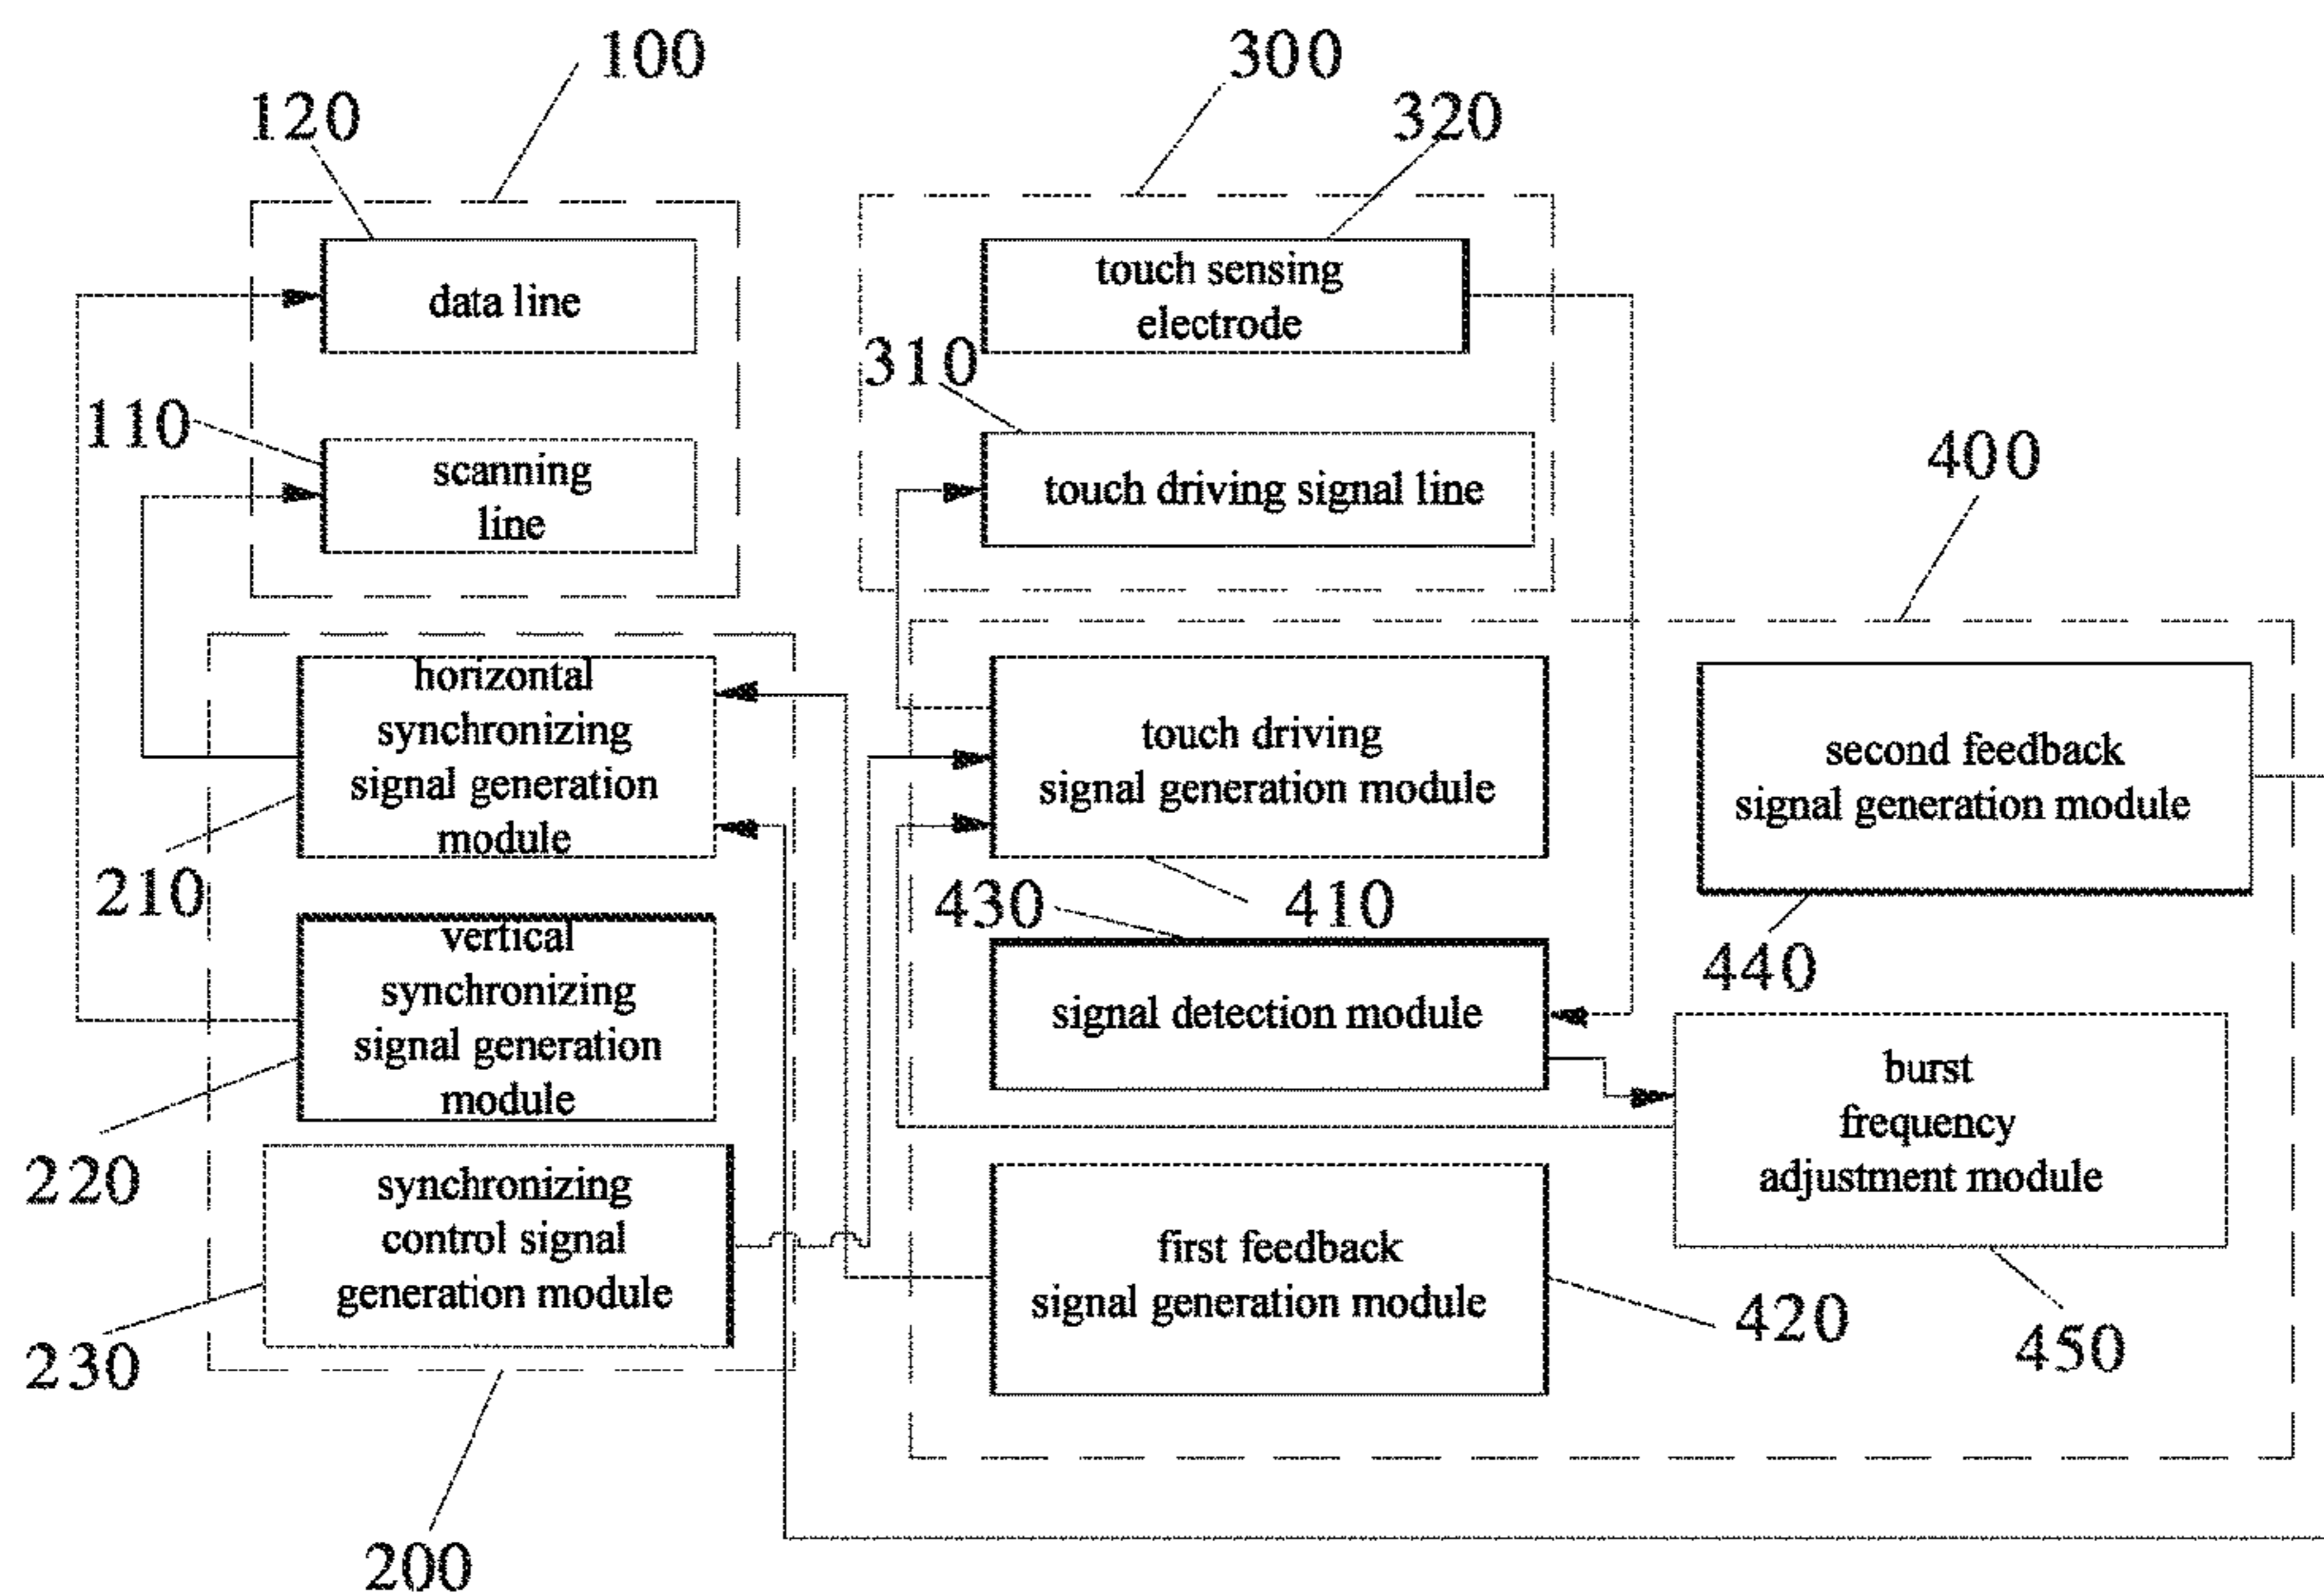 100
300
120
320
data line
touch sensing
electrode
310
110
scanning
line
touch driving signal line
400
horizontal
synchronizing
signal generation
module
touch driving
signal generation module
second feedback
signal generation module
210
430
410
440
vertical
synchronizing
signal generation
module
signal detection module
burst
frequency
adjustment module
220
synchronizing
control signal
generation module
first feedback
signal generation module
420
230
450
200